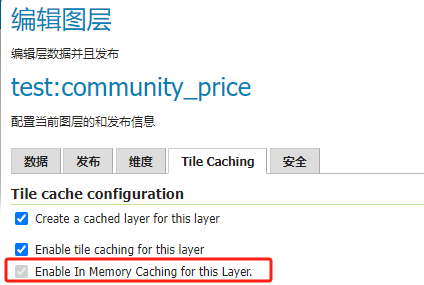 编辑图层
编辑层数据并且发布
test:community_price
配置当前图层的和发布信息
数据 发布 维度 Tile Caching 安全
Tile cache configuration
Create a cached layer for this layer
Enable tile caching for this layer
Enable In Memory Caching for this Layer.